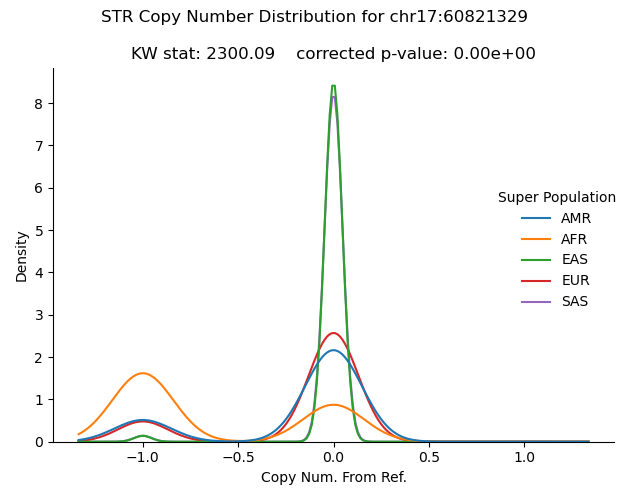 STR Copy Number Distribution for chr17:60821329
KW stat: 2300.09    corrected p-value: 0.00e+00
Density
8
7
6
5
4
3
2
1
0
−1.0
−0.5
0.0
0.5
1.0
Copy Num. From Ref.
Super Population
AMR
AFR
EAS
EUR
SAS